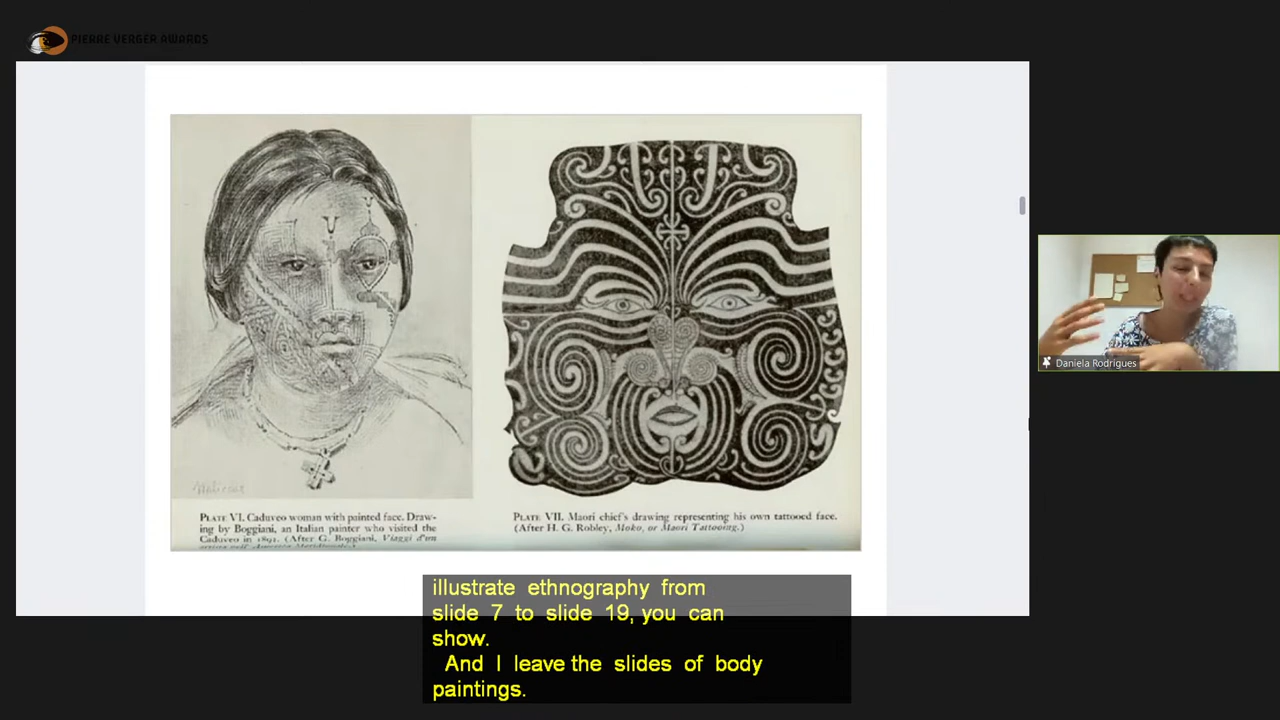 PIERRE VERGER AWARDS
PLATE VI. Caduveo woman with painted face. Draw-
ing by Boggiani, an Italian painter who visited the
Caduveo in 1891. (After G. Boggiani, Viaggi d'un
PLATE VII. Maori chief's drawing representing his own tattooed face.
(After H. G. Robley, Moko, or Maori Tattooing.)
Daniela Rodrigues
illustrate ethnography from
slide 7 to slide 19, you can
show.
And I leave the slides of body
paintings.